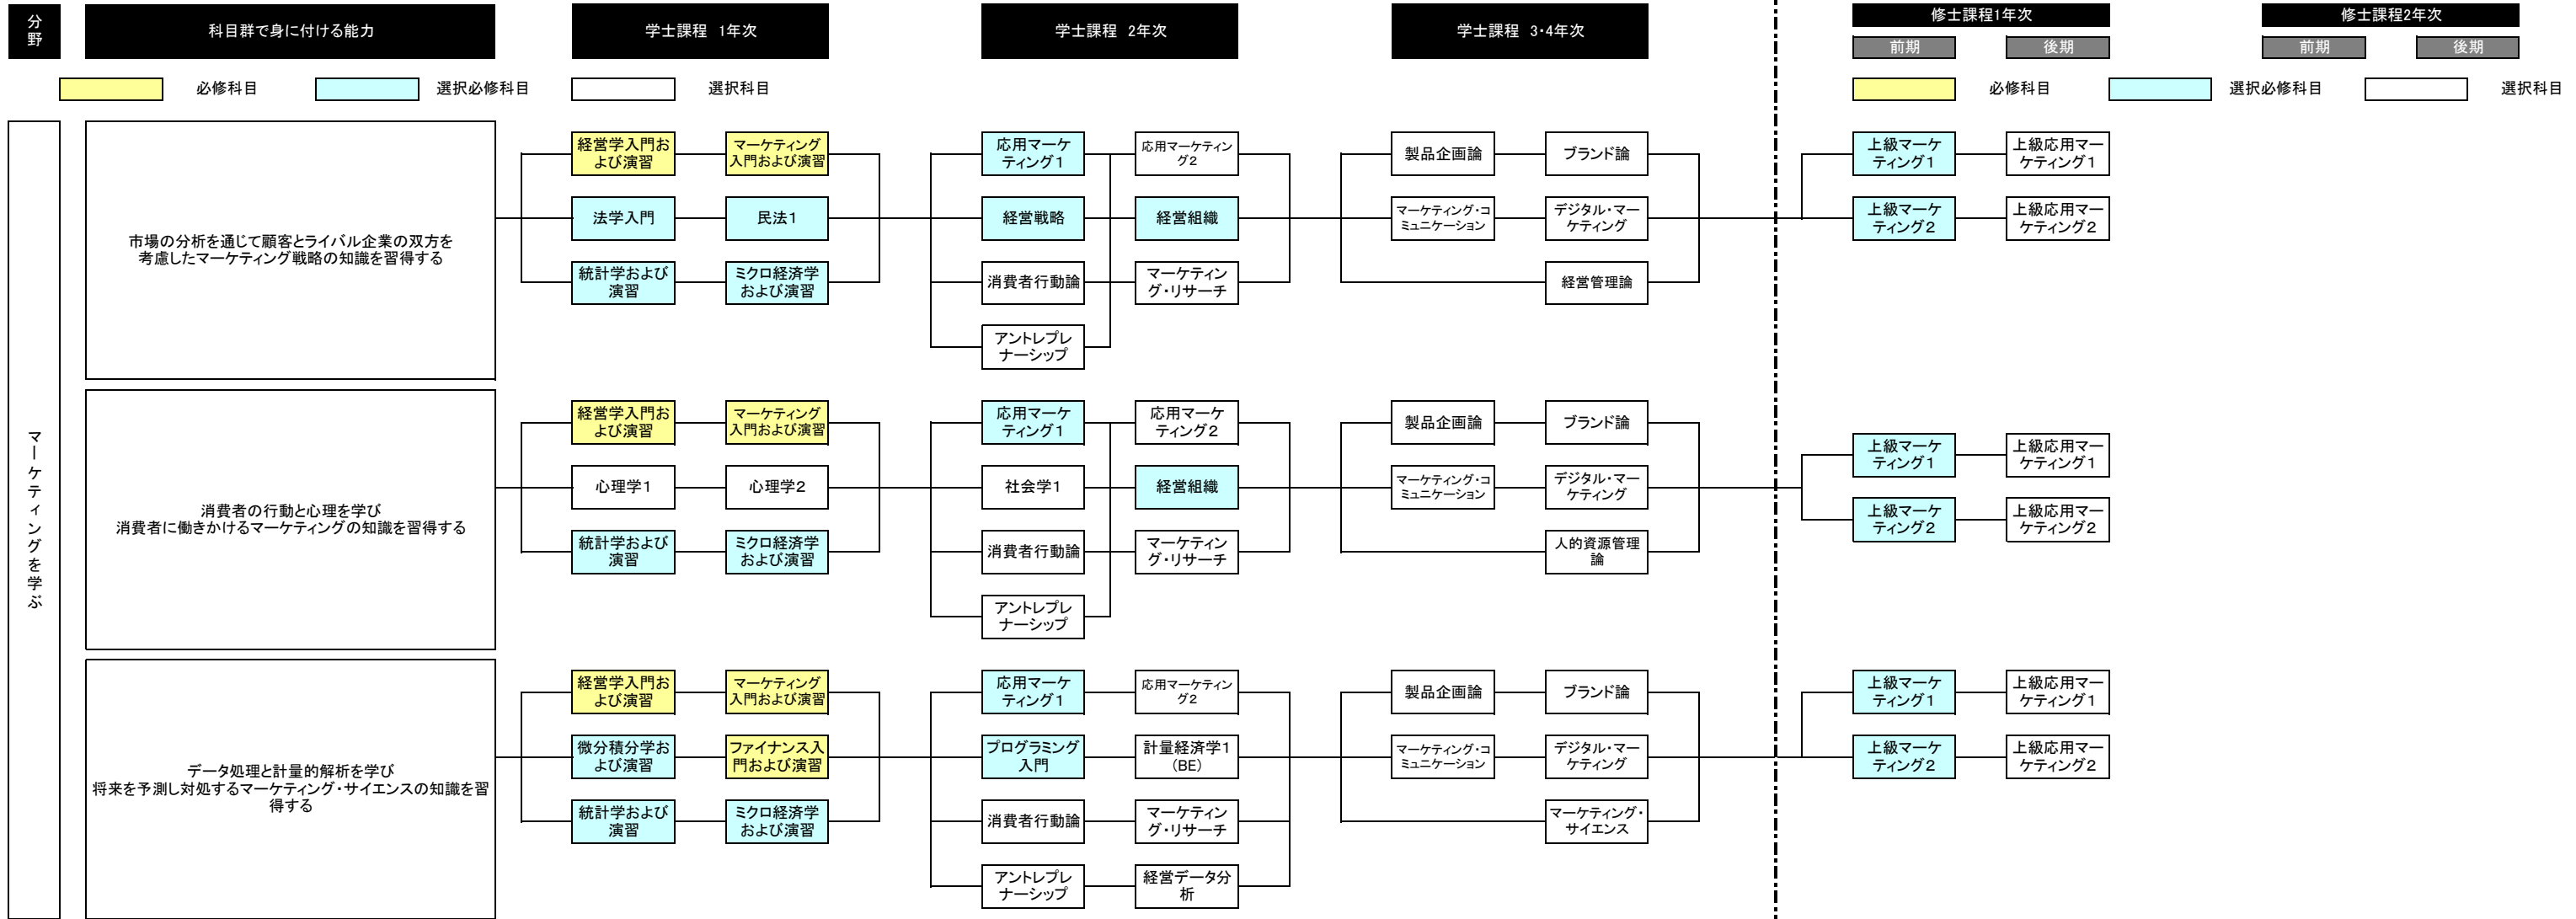 分
野
科目群で身に付ける能力
学士課程 1年次
学士課程 2年次
学士課程 3・4年次
修士課程1年次
修士課程2年次
前期
後期
前期
後期
必修科目
選択必修科目
選択科目
必修科目
選択必修科目
選択科目
マーケティングを学ぶ
市場の分析を通じて顧客とライバル企業の双方を
考慮したマーケティング戦略の知識を習得する
経営学入門お
よび演習
マーケティング
入門および演習
応用マーケ
ティング1
応用マーケティン
グ2
製品企画論
ブランド論
上級マーケ
ティング1
上級応用マー
ケティング1
法学入門
民法1
経営戦略
経営組織
マーケティング・コ
ミュニケーション
デジタル・マー
ケティング
上級マーケ
ティング2
上級応用マー
ケティング2
統計学および
演習
ミクロ経済学
および演習
消費者行動論
マーケティン
グ・リサーチ
経営管理論
アントレプレ
ナーシップ
消費者の行動と心理を学び
消費者に働きかけるマーケティングの知識を習得する
経営学入門お
よび演習
マーケティング
入門および演習
応用マーケ
ティング1
応用マーケ
ティング2
製品企画論
ブランド論
上級マーケ
ティング1
上級応用マー
ケティング1
心理学1
心理学2
社会学1
経営組織
マーケティング・コ
ミュニケーション
デジタル・マー
ケティング
上級マーケ
ティング2
上級応用マー
ケティング2
統計学および
演習
ミクロ経済学
および演習
消費者行動論
マーケティン
グ・リサーチ
人的資源管理
論
アントレプレ
ナーシップ
データ処理と計量的解析を学び
将来を予測し対処するマーケティング・サイエンスの知識を習
得する
経営学入門お
よび演習
マーケティング
入門および演習
応用マーケ
ティング1
応用マーケティン
グ2
製品企画論
ブランド論
上級マーケ
ティング1
上級応用マー
ケティング1
微分積分学お
よび演習
ファイナンス入
門および演習
プログラミング
入門
計量経済学1
(BE)
マーケティング・コ
ミュニケーション
デジタル・マー
ケティング
上級マーケ
ティング2
上級応用マー
ケティング2
統計学および
演習
ミクロ経済学
および演習
消費者行動論
マーケティン
グ・リサーチ
マーケティング・
サイエンス
アントレプレ
ナーシップ
経営データ分
析